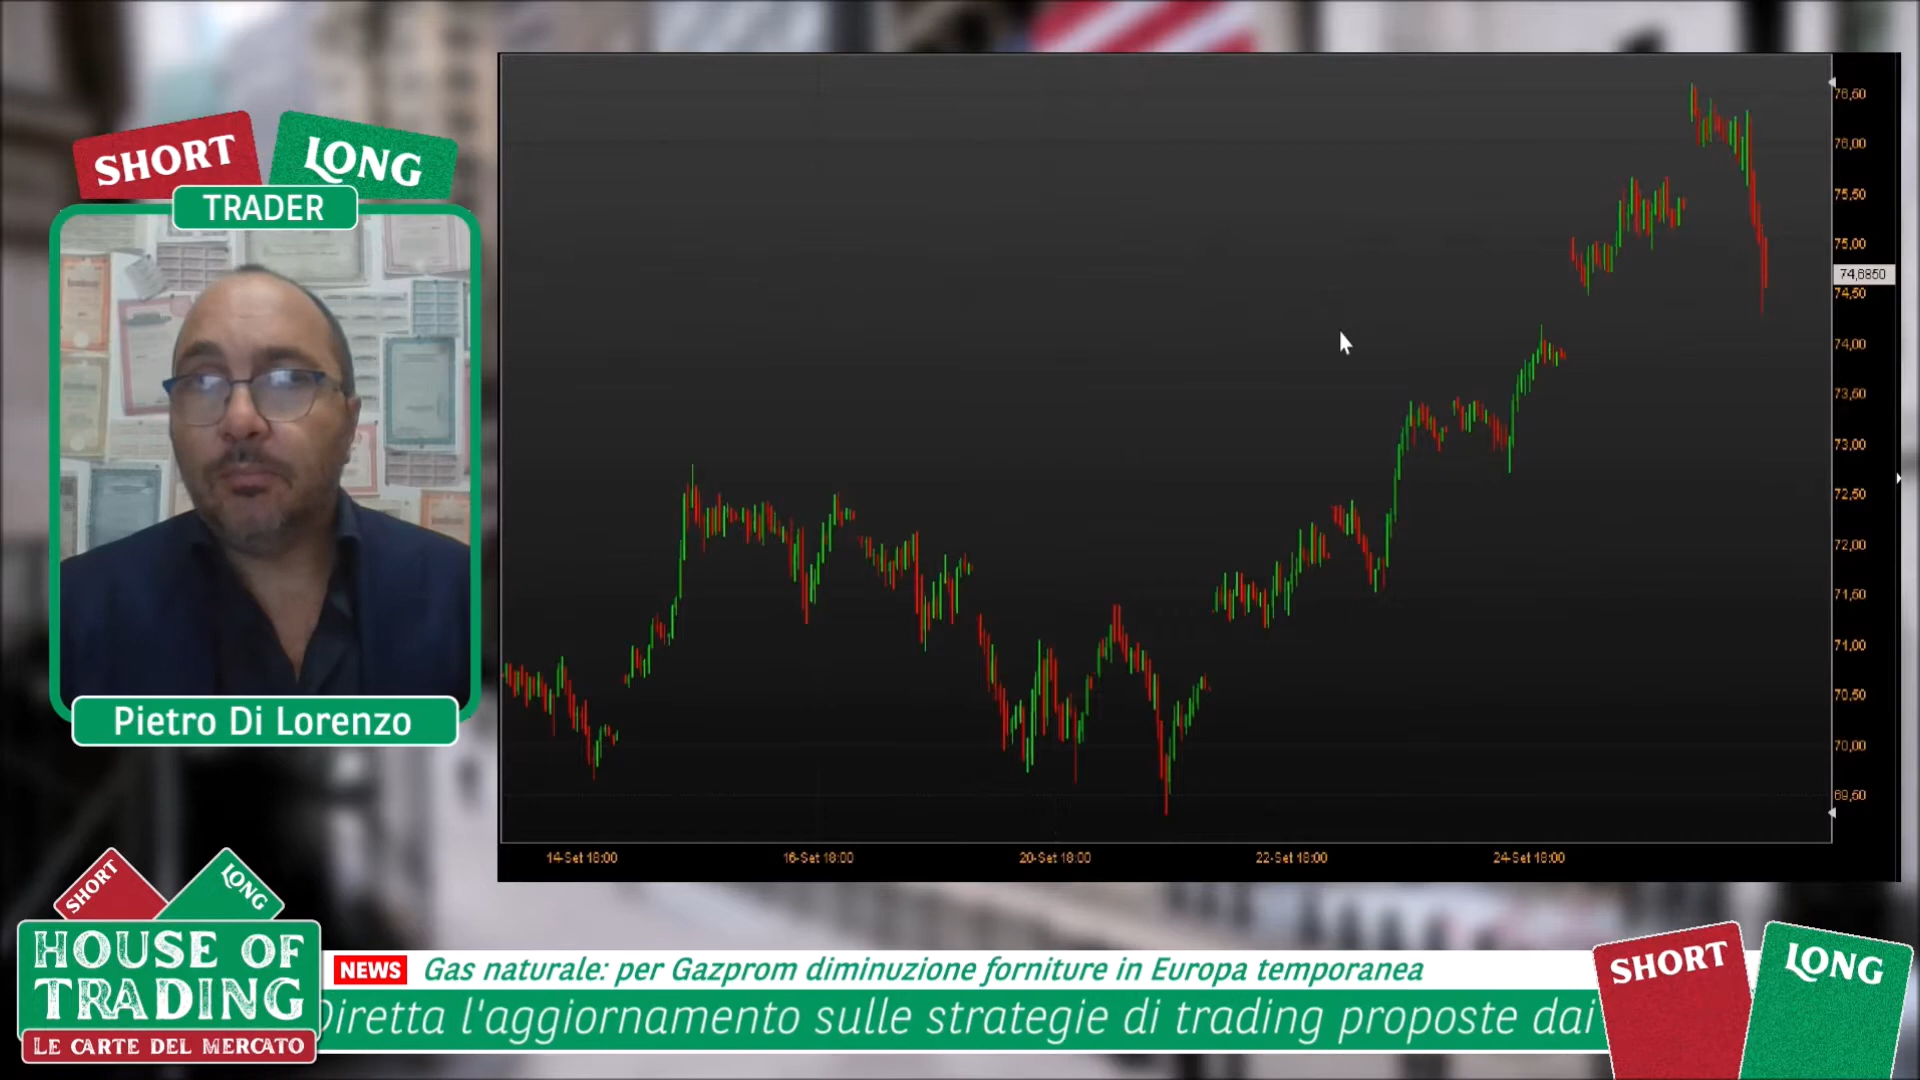 SHORT
LONG
TRADER
Pietro Di Lorenzo
76,50
76,00
75,50
75,00
74,6850
74,50
74,00
73,50
73,00
72,50
72,00
71,50
71,00
70,50
70,00
69,50
14-Set 18:00
16-Set 18:00
20-Set 18:00
22-Set 18:00
24-Set 18:00
SHORT
LONG
HOUSE OF
TRADING
LE CARTE DEL MERCATO
NEWS Gas naturale: per Gazprom diminuzione forniture in Europa temporanea
Diretta l'aggiornamento sulle strategie di trading proposte dai
SHORT
LONG